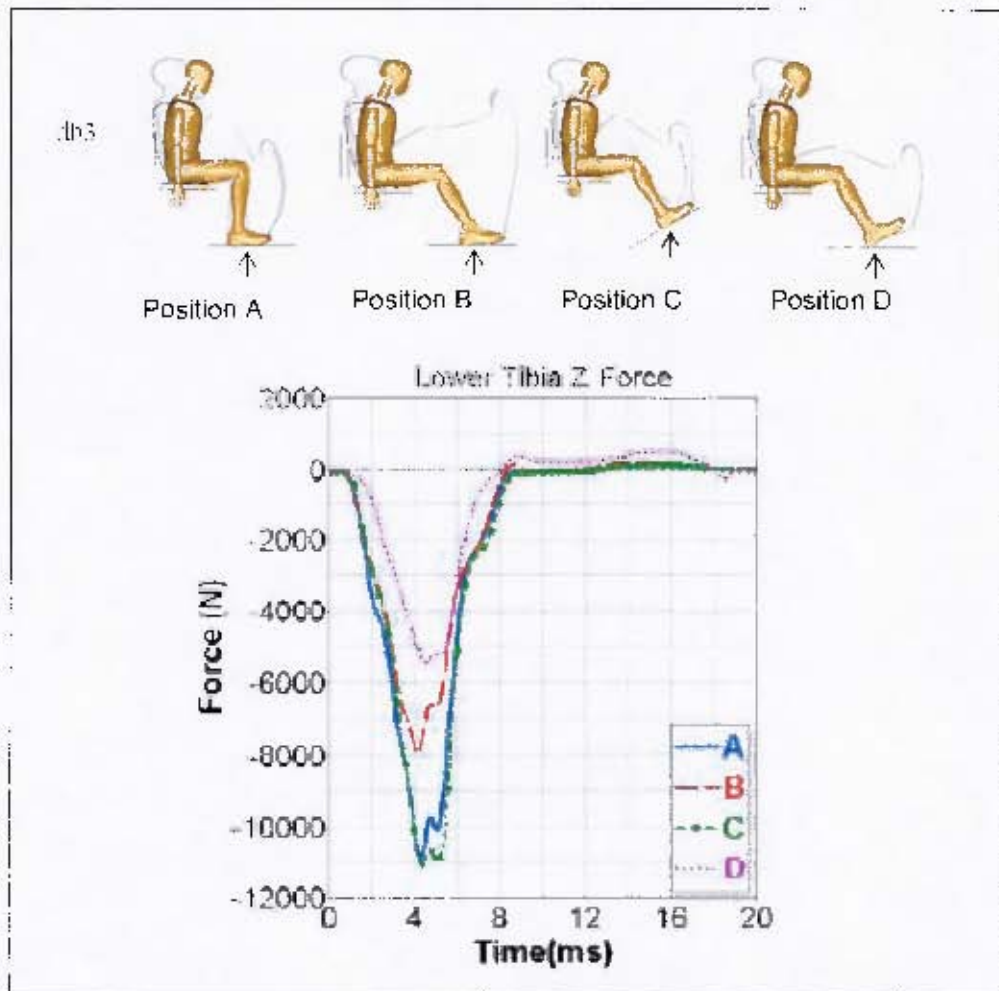 Position A
Position B
Position C
Position D
Lower Tibia Z Force
2000
0
-2000
-4000
-6000
-8000
-10000
-12000
Force (N)
0 4 8 12 16 20
Time(ms)
A
B
C
D